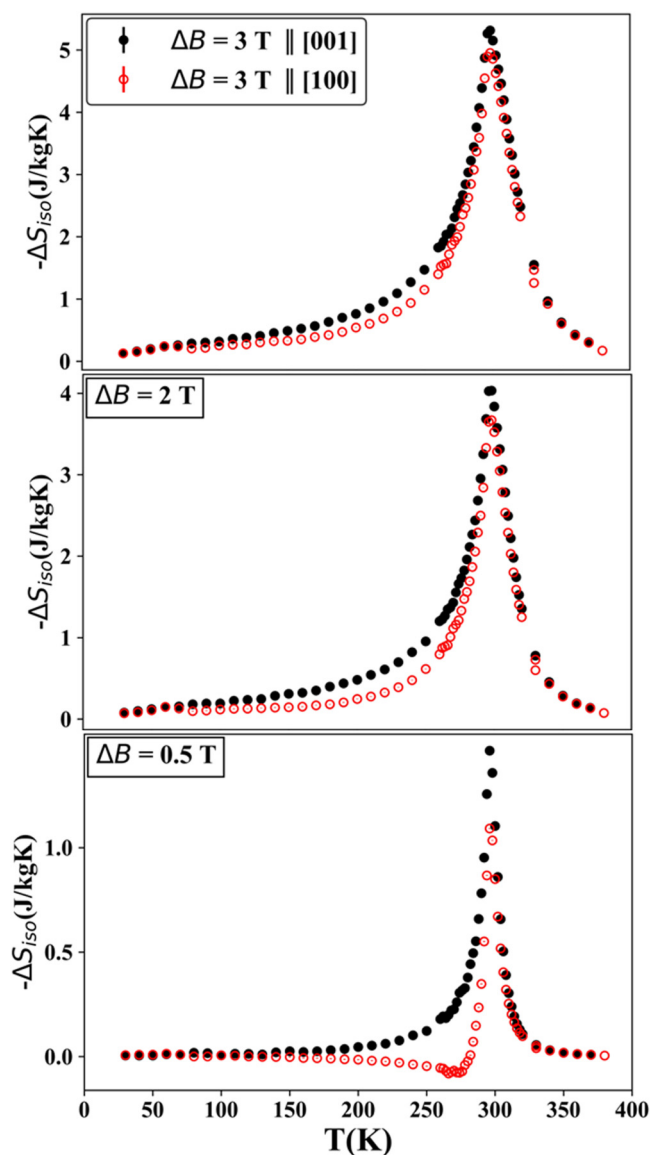 ΔB = 3 T ∥ [001]
ΔB = 3 T ∥ [100]
5
4
3
2
1
0
-ΔS_iso(J/kgK)
ΔB = 2 T
4
3
2
1
0
-ΔS_iso(J/kgK)
ΔB = 0.5 T
1.0
0.5
0.0
-ΔS_iso(J/kgK)
0 50 100 150 200 250 300 350 400
T(K)